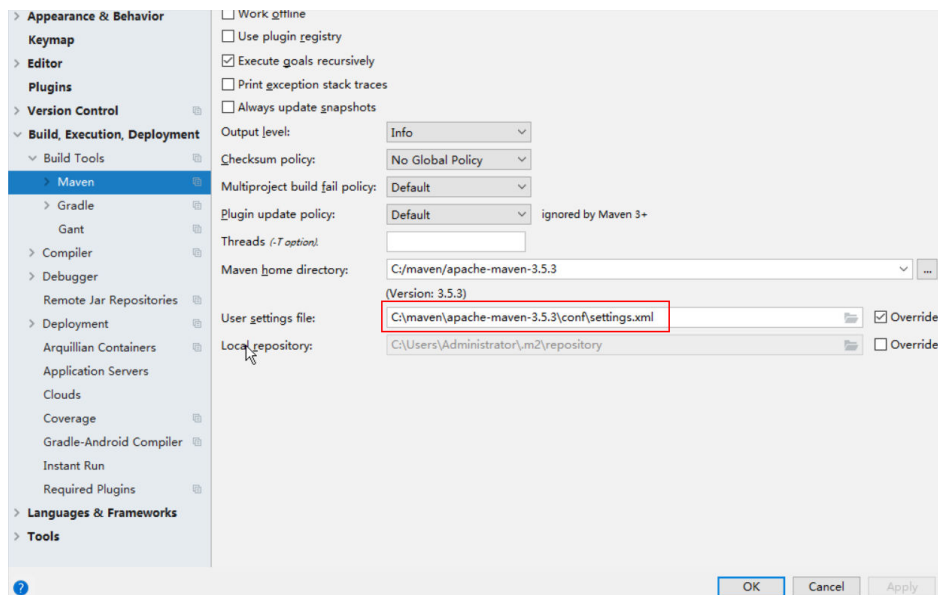 Appearance & Behavior
Keymap
Editor
Plugins
Version Control
Build, Execution, Deployment
Build Tools
Maven
Gradle
Gant
Compiler
Debugger
Remote Jar Repositories
Deployment
Arquillian Containers
Application Servers
Clouds
Coverage
Gradle-Android Compiler
Instant Run
Required Plugins
Languages & Frameworks
Tools
Work offline
Use plugin registry
Execute goals recursively
Print exception stack traces
Always update snapshots
Output level: Info
Checksum policy: No Global Policy
Multiproject build fail policy: Default
Plugin update policy: Default ignored by Maven 3+
Threads (-T option):
Maven home directory: C:/maven/apache-maven-3.5.3 ...
(Version: 3.5.3)
User settings file: C:\maven\apache-maven-3.5.3\conf\settings.xml Override
Local repository: C:\Users\Administrator\.m2\repository Override
? OK Cancel Apply